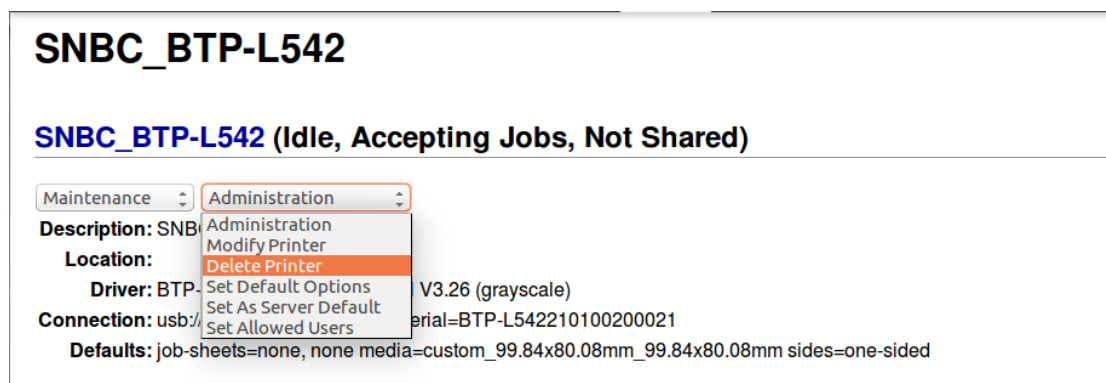 SNBC_BTP-L542
SNBC_BTP-L542 (Idle, Accepting Jobs, Not Shared)
Maintenance Administration
Description: SNBC
Administration
Modify Printer
Location:
Delete Printer
Driver: BTP- V3.26 (grayscale)
Set Default Options
Set As Server Default
Connection: usb:// erial=BTP-L542210100200021
Set Allowed Users
Defaults: job-sheets=none, none media=custom_99.84x80.08mm_99.84x80.08mm sides=one-sided